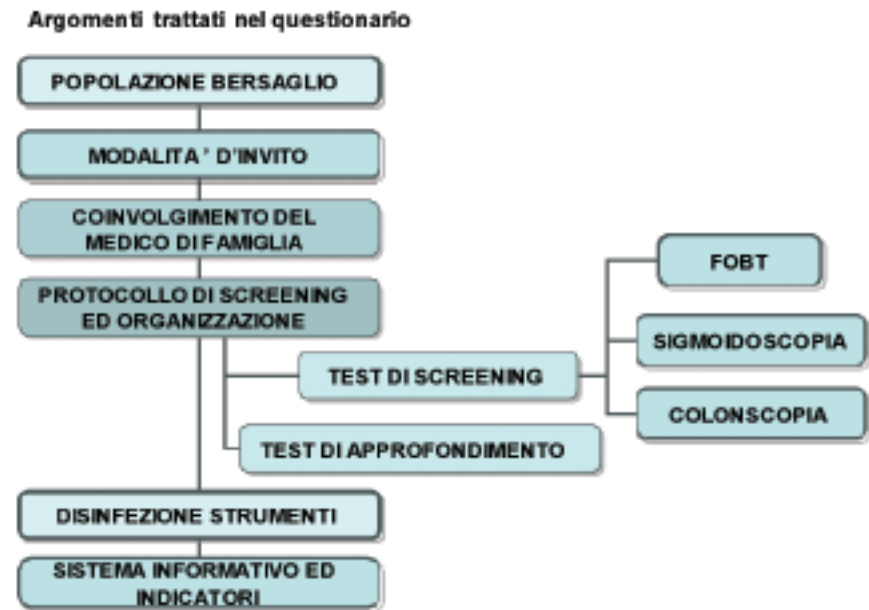 Argomenti trattati nel questionario
POPOLAZIONE BERSAGLIO
MODALITA ' D'INVITO
COINVOLGIMENTO DEL
MEDICO DI FAMIGLIA
PROTOCOLLO DI SCREENING
ED ORGANIZZAZIONE
FOBT
SIGMOIDOSCOPIA
TEST DI SCREENING
COLONSCOPIA
TEST DI APPROFONDIMENTO
DISINFEZIONE STRUMENTI
SISTEMA INFORMATIVO ED
INDICATORI